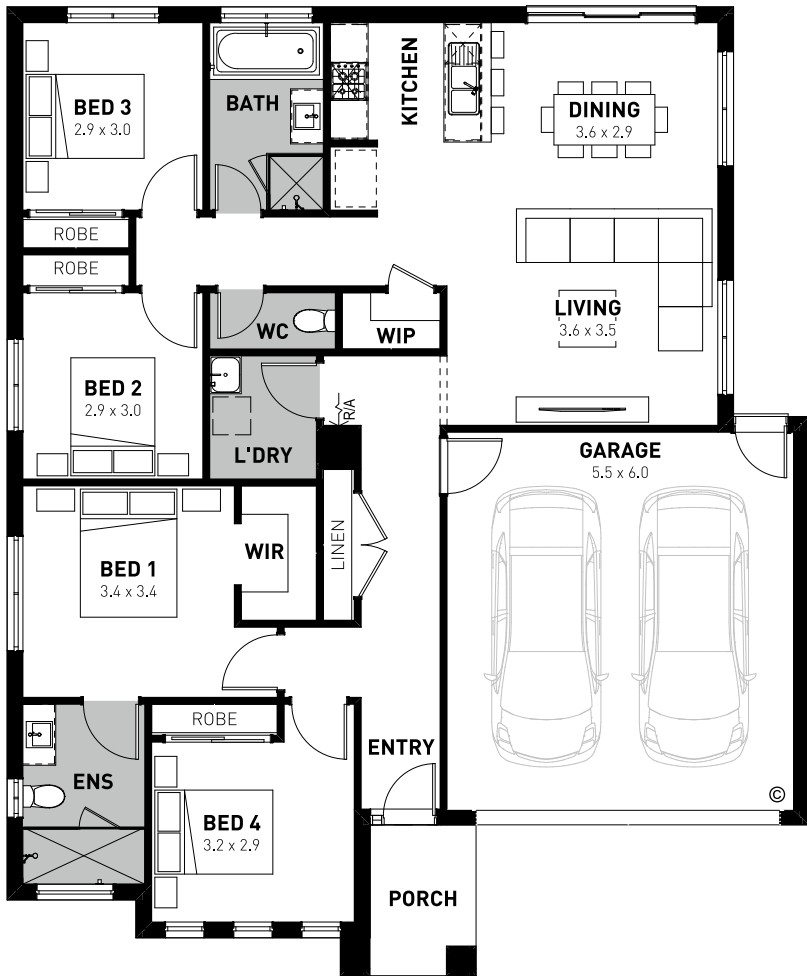 BED 3
2.9 x 3.0
BATH
KITCHEN
DINING
3.6 x 2.9
ROBE
ROBE
WC
WIP
LIVING
3.6 x 3.5
BED 2
2.9 x 3.0
R/A
L'DRY
GARAGE
5.5 x 6.0
BED 1
3.4 x 3.4
WIR
LINEN
ROBE
ENTRY
ENS
BED 4
3.2 x 2.9
©
PORCH